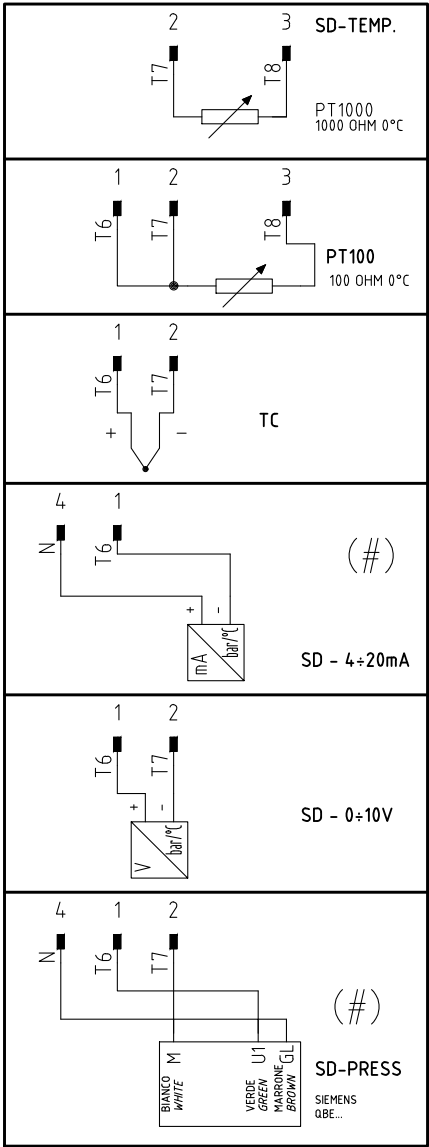 2 3 SD-TEMP.
T7 T8
PT1000
1000 OHM 0°C
1 2 3
T6 T7 T8
PT100
100 OHM 0°C
1 2
T6 T7
+ −
TC
4 1
N T6
(#)
+ -
mA bar/°C
SD - 4÷20mA
1 2
T6 T7
+ -
V bar/°C
SD - 0÷10V
4 1 2
N T6 T7
(#)
M U1 GL
BIANCO VERDE MARRONE
WHITE GREEN BROWN
SD-PRESS
SIEMENS
QBE...